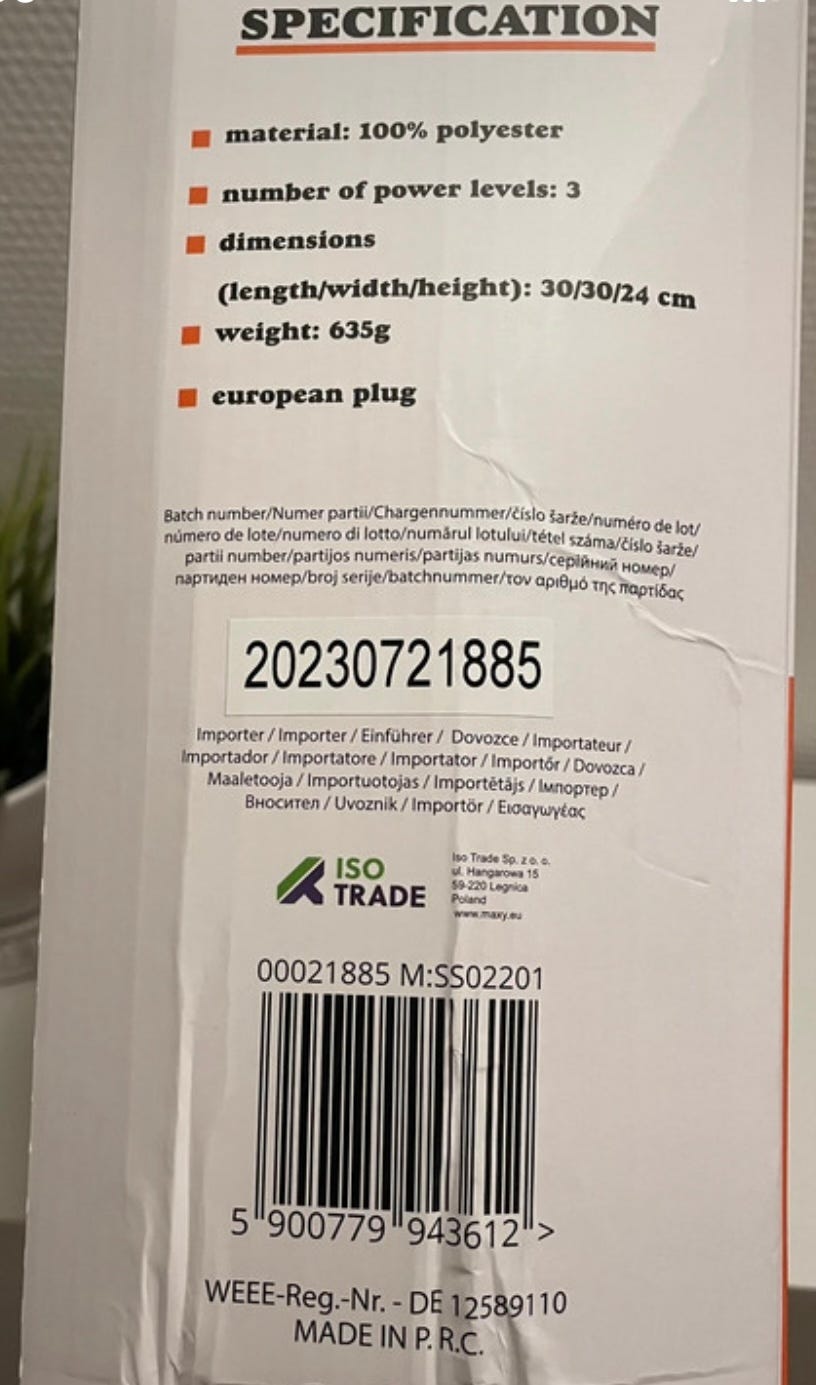 SPECIFICATION
material: 100% polyester
number of power levels: 3
dimensions
(length/width/height): 30/30/24 cm
weight: 635g
european plug
Batch number/Numer partii/Chargennummer/číslo šarže/numéro de lot/
número de lote/numero di lotto/numărul lotului/tétel száma/číslo šarže/
partii number/partijos numeris/partijas numurs/серійний номер/
партиден номер/broj serije/batchnummer/τον αριθμό της παρτίδας
20230721885
Importer / Importer / Einführer / Dovozce / Importateur /
Importador / Importatore / Importator / Importőr / Dovozca /
Maaletooja / Importuotojas / Importētājs / Імпортер /
Вносител / Uvoznik / Importör / Εισαγωγέας
ISO
TRADE
Iso Trade Sp. z o. o.
ul. Hangarowa 15
59-220 Legnica
Poland
www.maxy.eu
00021885 M:SS02201
5 900779 943612 >
WEEE-Reg.-Nr. - DE 12589110
MADE IN P. R.C.